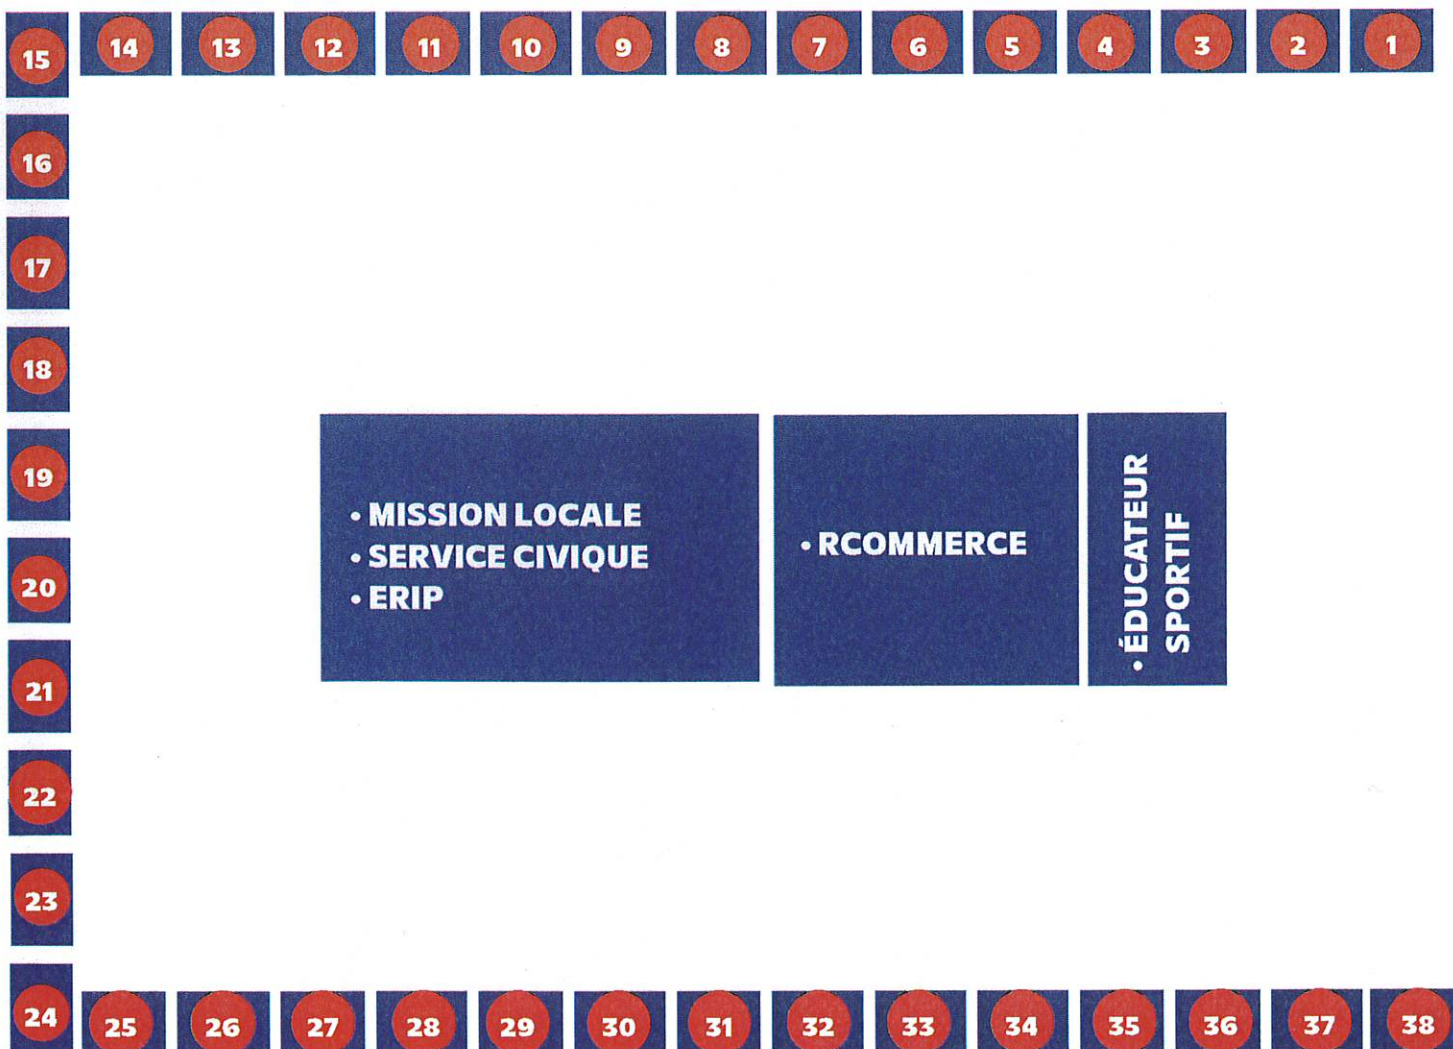 15 14 13 12 11 10 9 8 7 6 5 4 3 2 1
16
17
18
19
20
21
22
23
24 25 26 27 28 29 30 31 32 33 34 35 36 37 38
• MISSION LOCALE
• SERVICE CIVIQUE
• ERIP
• RCOMMERCE
• ÉDUCATEUR
SPORTIF